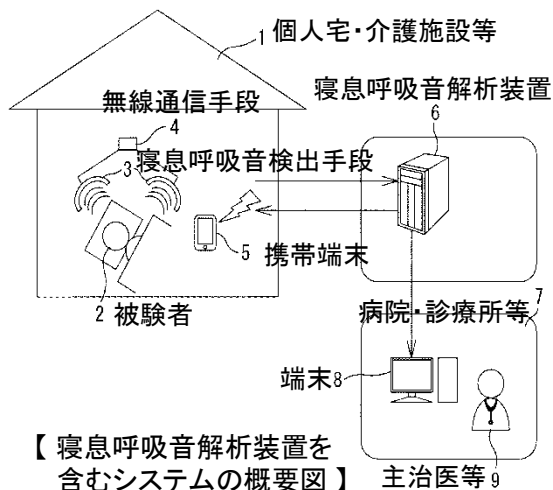 1 個人宅・介護施設等
無線通信手段
4
寝息呼吸音解析装置
6
3 寝息呼吸音検出手段
5 携帯端末
2 被験者
病院・診療所等 7
端末 8
主治医等 9
【 寝息呼吸音解析装置を
含むシステムの概要図 】